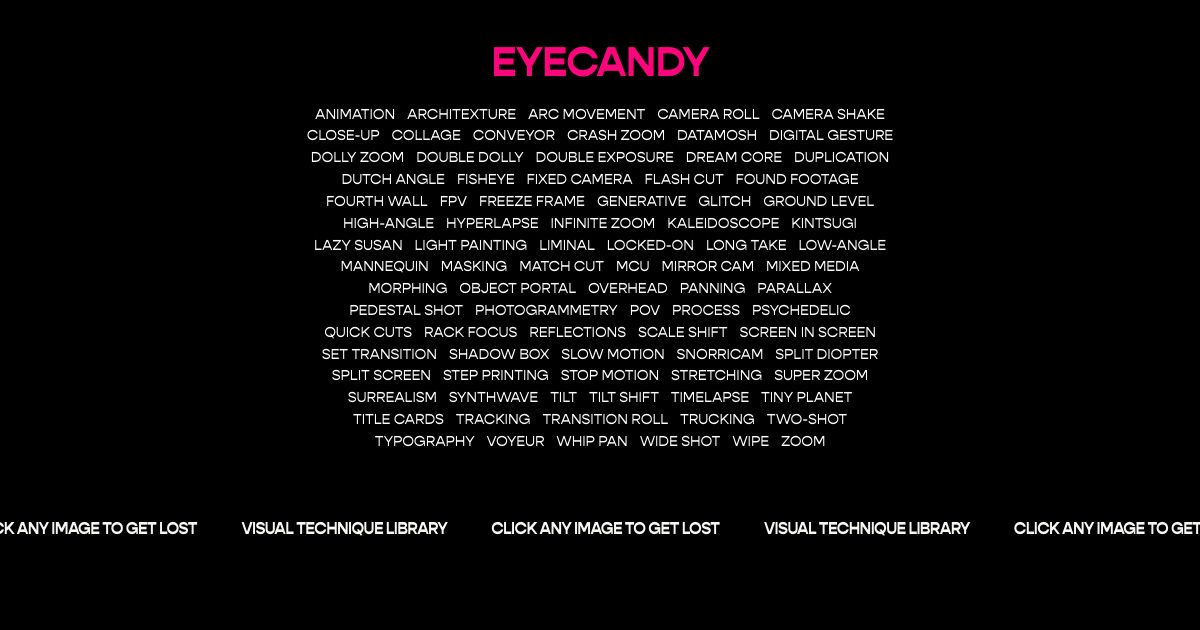 EYECANDY
ANIMATION ARCHITEXTURE ARC MOVEMENT CAMERA ROLL CAMERA SHAKE
CLOSE-UP COLLAGE CONVEYOR CRASH ZOOM DATAMOSH DIGITAL GESTURE
DOLLY ZOOM DOUBLE DOLLY DOUBLE EXPOSURE DREAM CORE DUPLICATION
DUTCH ANGLE FISHEYE FIXED CAMERA FLASH CUT FOUND FOOTAGE
FOURTH WALL FPV FREEZE FRAME GENERATIVE GLITCH GROUND LEVEL
HIGH-ANGLE HYPERLAPSE INFINITE ZOOM KALEIDOSCOPE KINTSUGI
LAZY SUSAN LIGHT PAINTING LIMINAL LOCKED-ON LONG TAKE LOW-ANGLE
MANNEQUIN MASKING MATCH CUT MCU MIRROR CAM MIXED MEDIA
MORPHING OBJECT PORTAL OVERHEAD PANNING PARALLAX
PEDESTAL SHOT PHOTOGRAMMETRY POV PROCESS PSYCHEDELIC
QUICK CUTS RACK FOCUS REFLECTIONS SCALE SHIFT SCREEN IN SCREEN
SET TRANSITION SHADOW BOX SLOW MOTION SNORRICAM SPLIT DIOPTER
SPLIT SCREEN STEP PRINTING STOP MOTION STRETCHING SUPER ZOOM
SURREALISM SYNTHWAVE TILT TILT SHIFT TIMELAPSE TINY PLANET
TITLE CARDS TRACKING TRANSITION ROLL TRUCKING TWO-SHOT
TYPOGRAPHY VOYEUR WHIP PAN WIDE SHOT WIPE ZOOM
CK ANY IMAGE TO GET LOST VISUAL TECHNIQUE LIBRARY CLICK ANY IMAGE TO GET LOST VISUAL TECHNIQUE LIBRARY CLICK ANY IMAGE TO GET